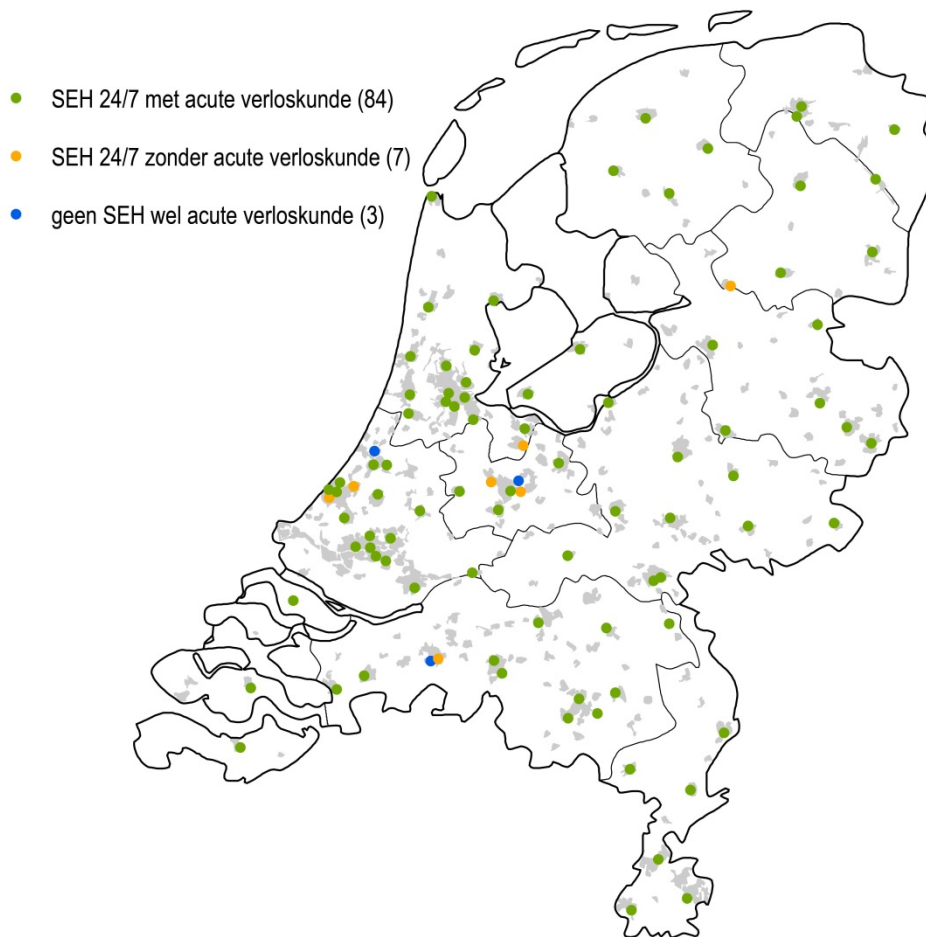 SEH 24/7 met acute verloskunde (84)
SEH 24/7 zonder acute verloskunde (7)
geen SEH wel acute verloskunde (3)